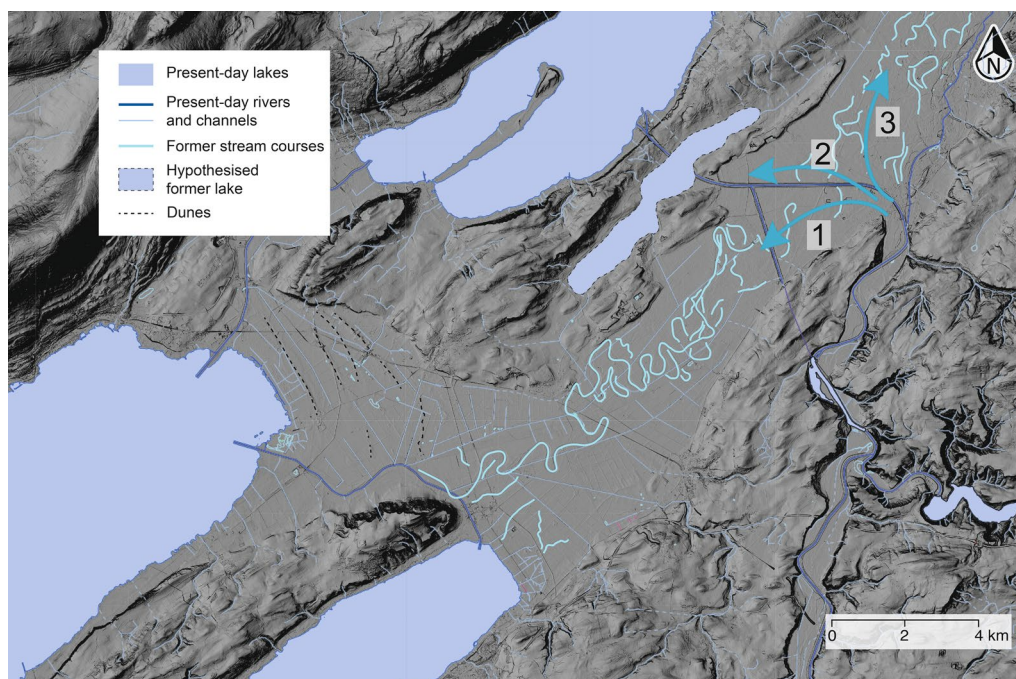 Present-day lakes
Present-day rivers
and channels
Former stream courses
Hypothesised
former lake
Dunes
N
3
2
1
0 2 4 km